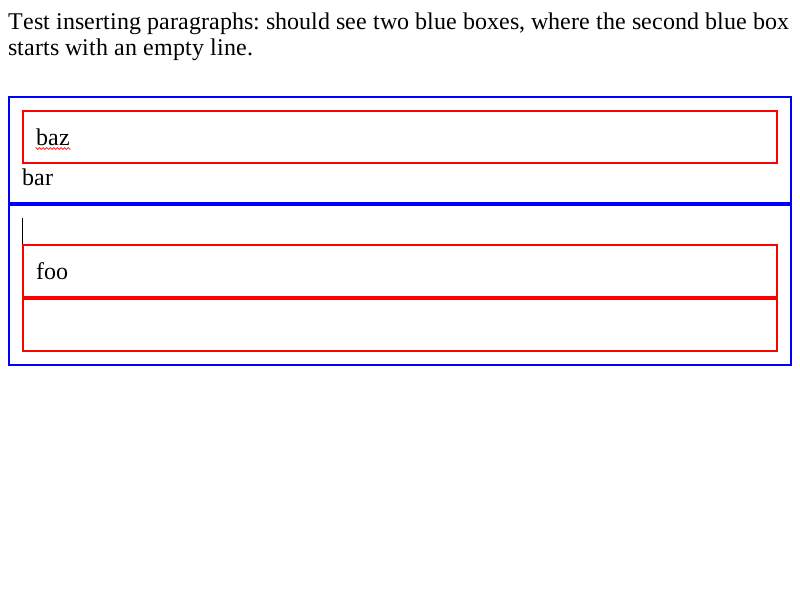 Test inserting paragraphs: should see two blue boxes, where the second blue box
starts with an empty line.
baz
bar
foo